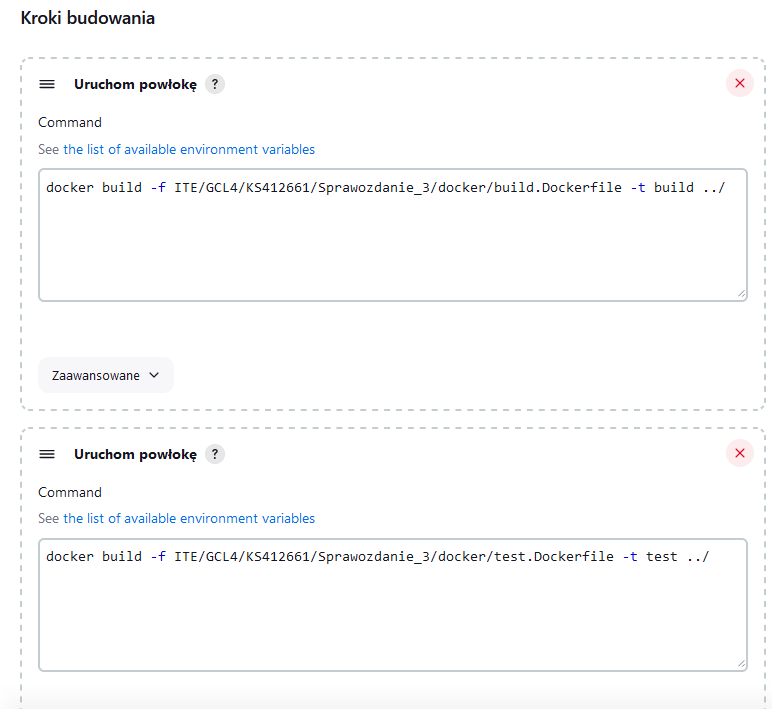 Kroki budowania
Uruchom powłokę ?
Command
See the list of available environment variables
docker build -f ITE/GCL4/KS412661/Sprawozdanie_3/docker/build.Dockerfile -t build ../
Zaawansowane
Uruchom powłokę ?
Command
See the list of available environment variables
docker build -f ITE/GCL4/KS412661/Sprawozdanie_3/docker/test.Dockerfile -t test ../